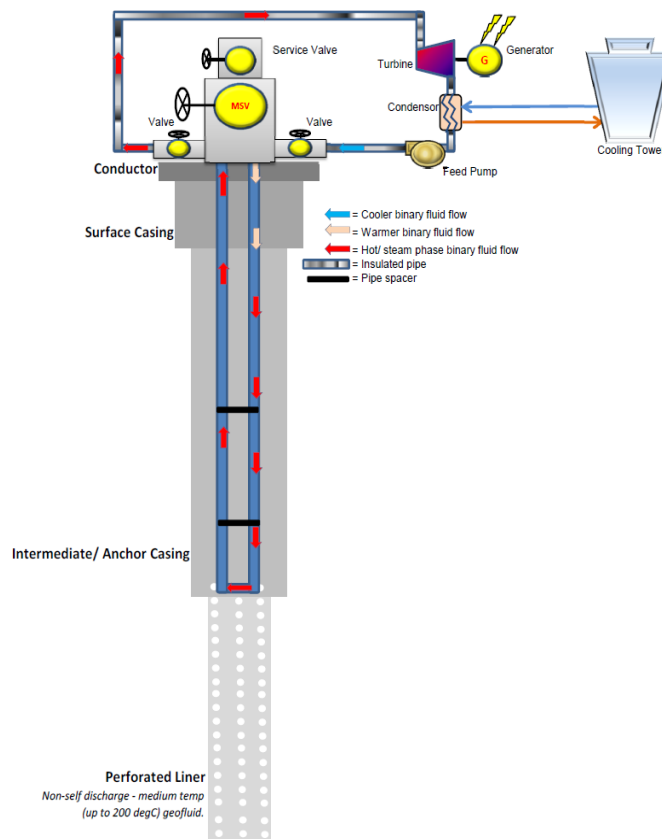 Service Valve
Generator
Turbine
G
MSV
Condensor
Valve
Valve
Cooling Towe
Feed Pump
Conductor
Surface Casing
= Cooler binary fluid flow
= Warmer binary fluid flow
= Hot/ steam phase binary fluid flow
= Insulated pipe
= Pipe spacer
Intermediate/ Anchor Casing
Perforated Liner
Non-self discharge - medium temp
(up to 200 degC) geofluid.